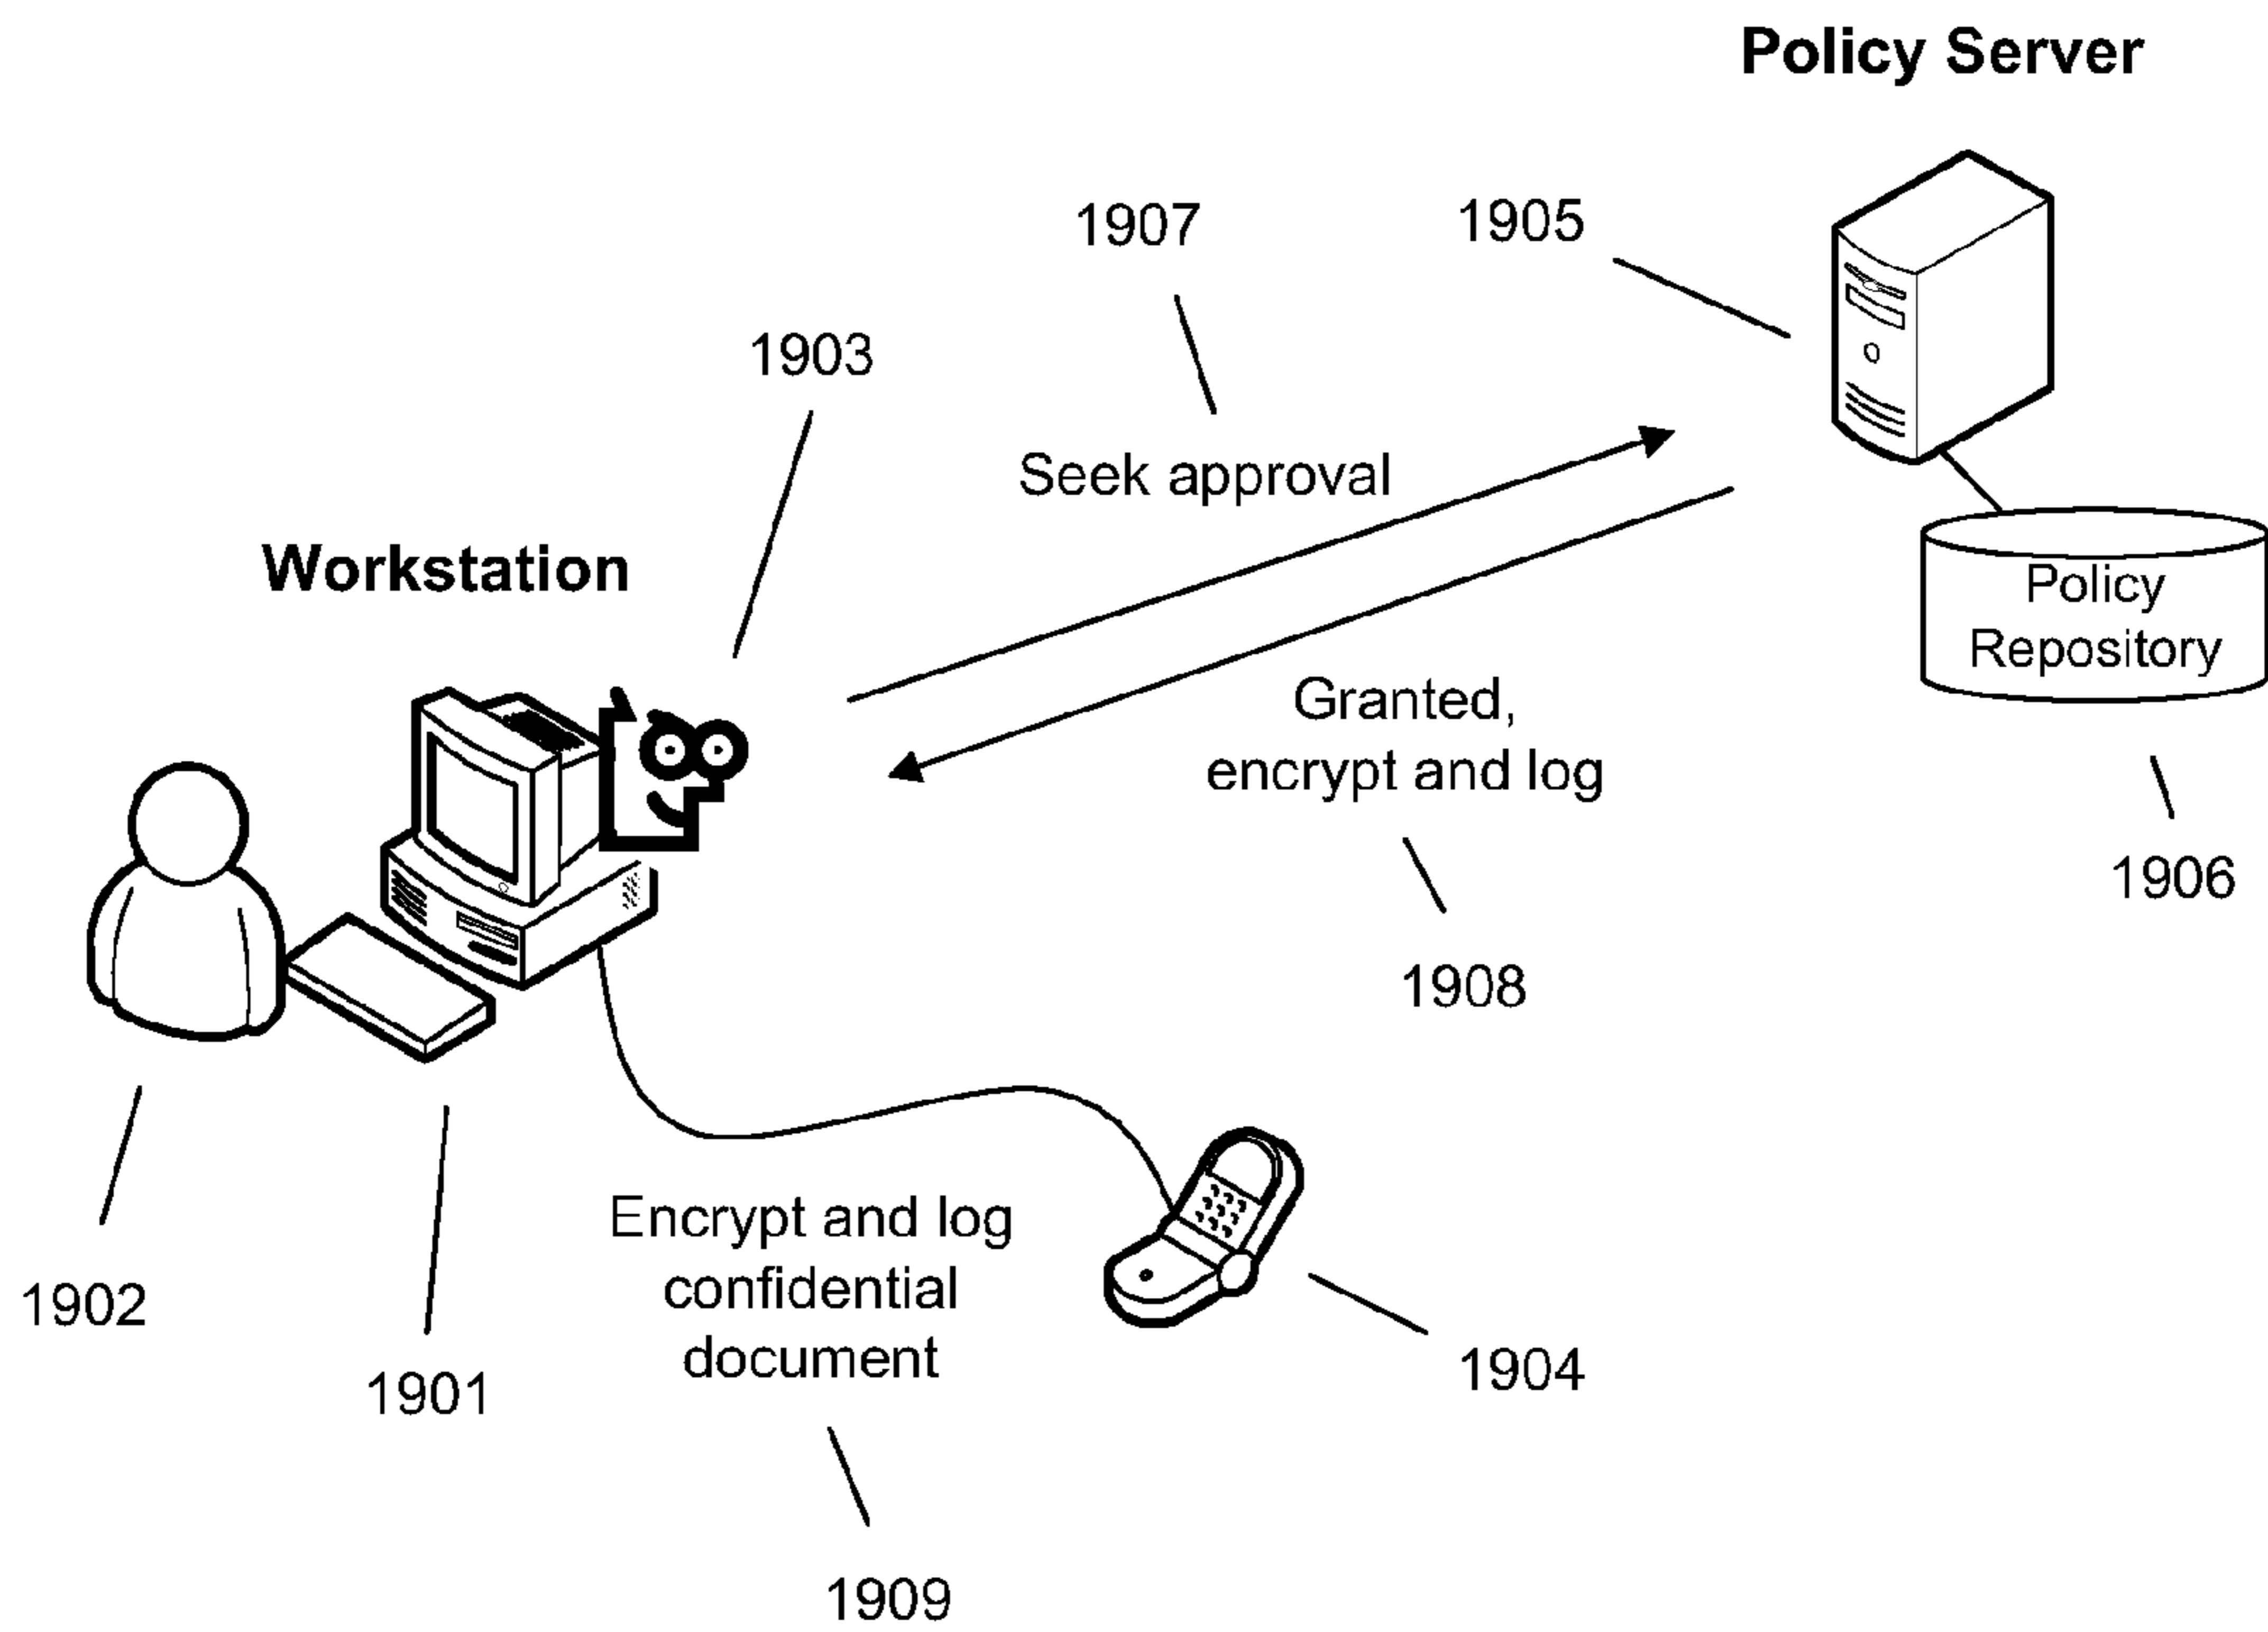 Policy Server
1907
1905
1903
Seek approval
Workstation
Policy
Repository
Granted,
encrypt and log
1906
1908
Encrypt and log
confidential
document
1902
1901
1904
1909